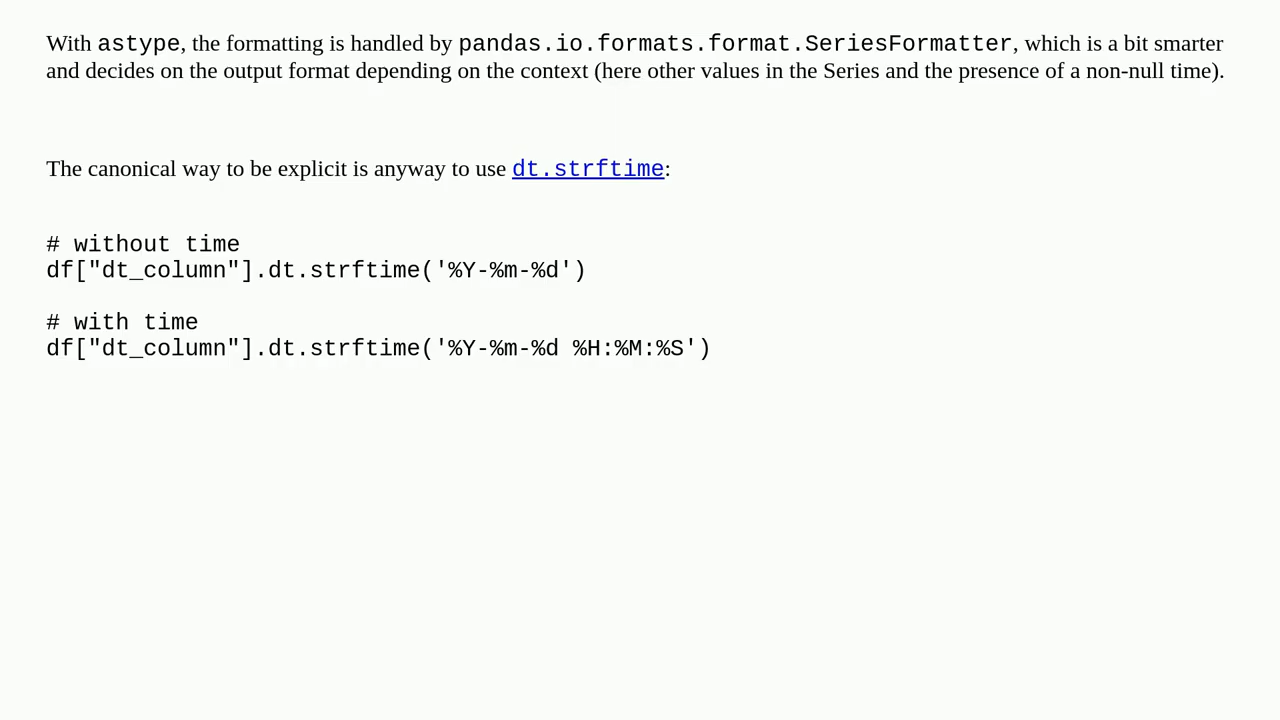 With astype, the formatting is handled by pandas.io.formats.format.SeriesFormatter, which is a bit smarter
and decides on the output format depending on the context (here other values in the Series and the presence of a non-null time).
The canonical way to be explicit is anyway to use dt.strftime:
# without time
df["dt_column"].dt.strftime('%Y-%m-%d')
# with time
df["dt_column"].dt.strftime('%Y-%m-%d %H:%M:%S')